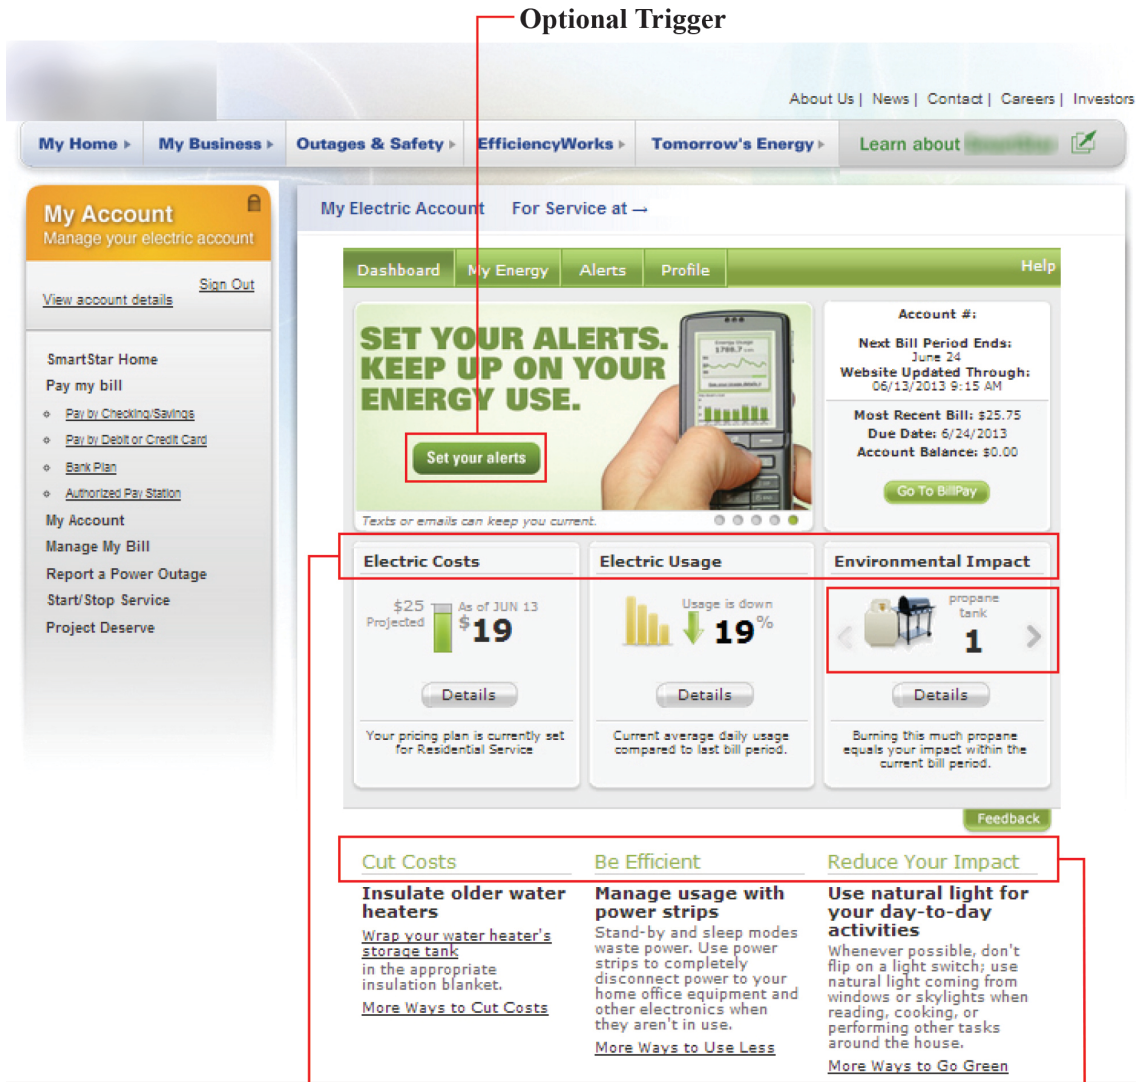 Optional Trigger
About Us | News | Contact | Careers | Investors
My Home
My Business
Outages & Safety
EfficiencyWorks
Tomorrow's Energy
Learn about
My Account
Manage your electric account
Sign Out
View account details
SmartStar Home
Pay my bill
Pay by Checking/Savings
Pay by Debit or Credit Card
Bank Plan
Authorized Pay Station
My Account
Manage My Bill
Report a Power Outage
Start/Stop Service
Project Deserve
My Electric Account For Service at →
Dashboard
My Energy
Alerts
Profile
Help
SET YOUR ALERTS.
KEEP UP ON YOUR
ENERGY USE.
Set your alerts
Energy Usage
1789.7
Texts or emails can keep you current.
Account #:
Next Bill Period Ends:
June 24
Website Updated Through:
06/13/2013 9:15 AM
Most Recent Bill: $25.75
Due Date: 6/24/2013
Account Balance: $0.00
Go To BillPay
Electric Costs
$25
Projected
As of JUN 13
$19
Details
Your pricing plan is currently set
for Residential Service
Electric Usage
Usage is down
19%
Details
Current average daily usage
compared to last bill period.
Environmental Impact
propane
tank
1
Details
Burning this much propane
equals your impact within the
current bill period.
Feedback
Cut Costs
Insulate older water
heaters
Wrap your water heater's
storage tank
in the appropriate
insulation blanket.
More Ways to Cut Costs
Be Efficient
Manage usage with
power strips
Stand-by and sleep modes
waste power. Use power
strips to completely
disconnect power to your
home office equipment and
other electronics when
they aren't in use.
More Ways to Use Less
Reduce Your Impact
Use natural light for
your day-to-day
activities
Whenever possible, don't
flip on a light switch; use
natural light coming from
windows or skylights when
reading, cooking, or
performing other tasks
around the house.
More Ways to Go Green